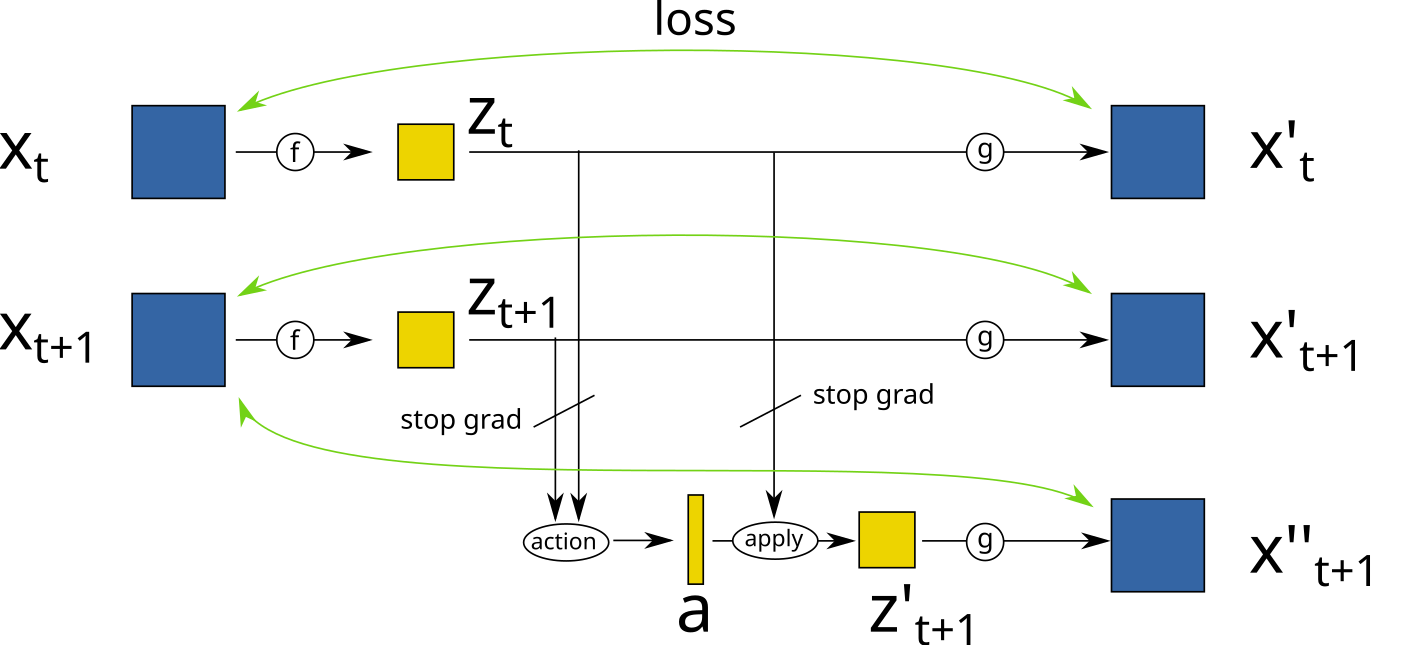 loss
x_t
f
z_t
g
x'_t
x_{t+1}
f
z_{t+1}
g
x'_{t+1}
stop grad
stop grad
action
a
apply
z'_{t+1}
g
x''_{t+1}